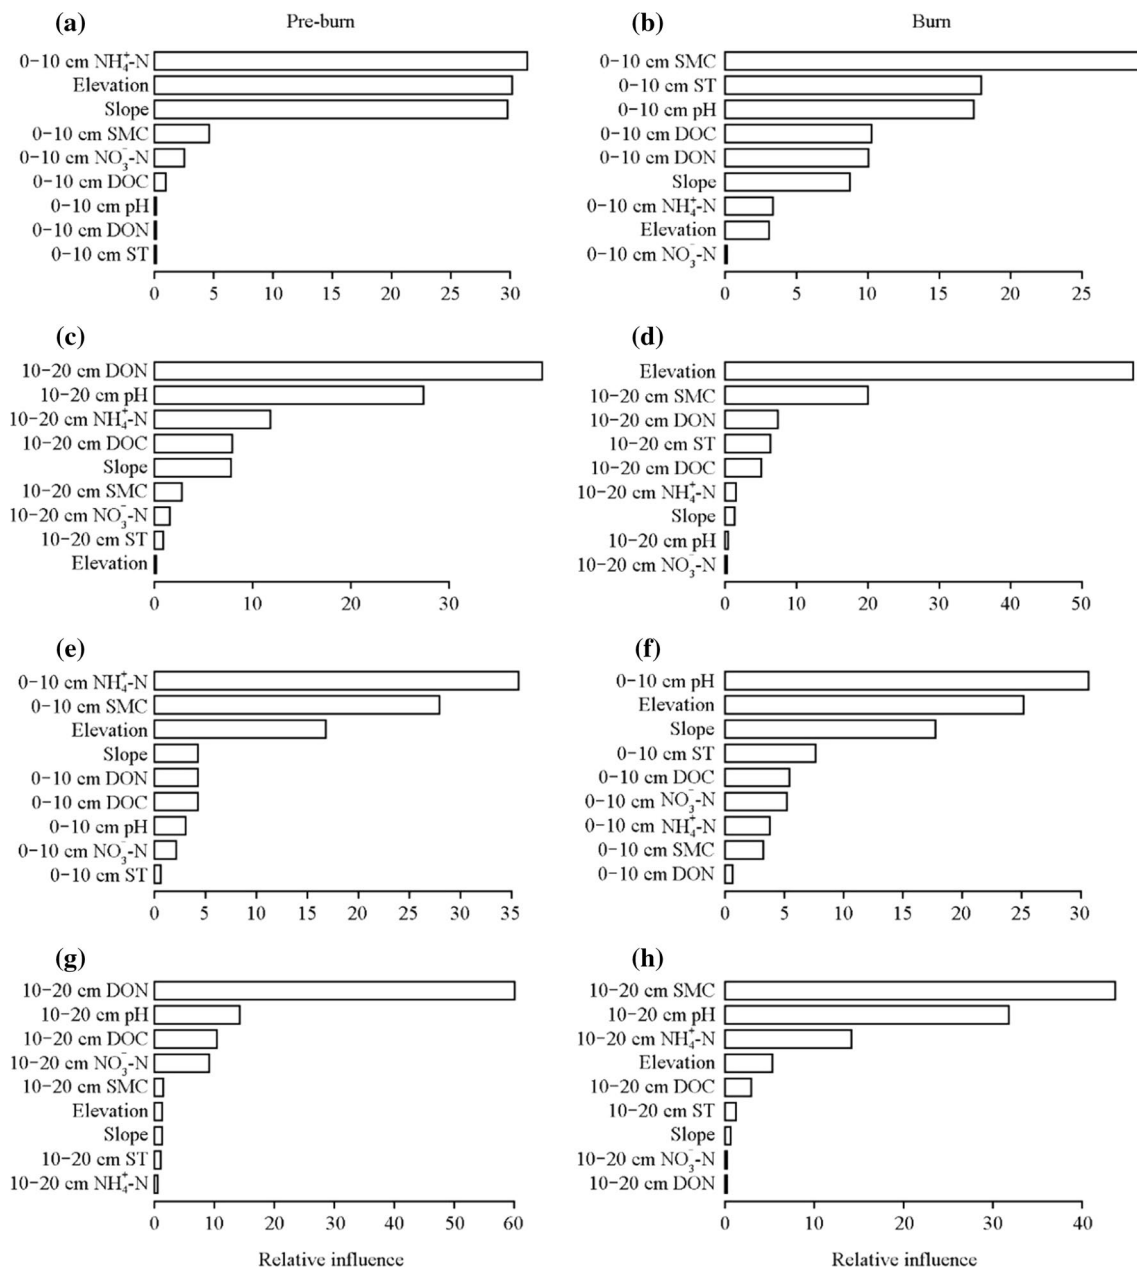 (a) Pre-burn
0-10 cm NH₄⁺-N
Elevation
Slope
0-10 cm SMC
0-10 cm NO₃⁻-N
0-10 cm DOC
0-10 cm pH
0-10 cm DON
0-10 cm ST
0 5 10 15 20 25 30
(b) Burn
0-10 cm SMC
0-10 cm ST
0-10 cm pH
0-10 cm DOC
0-10 cm DON
Slope
0-10 cm NH₄⁺-N
Elevation
0-10 cm NO₃⁻-N
0 5 10 15 20 25
(c)
10-20 cm DON
10-20 cm pH
10-20 cm NH₄⁺-N
10-20 cm DOC
Slope
10-20 cm SMC
10-20 cm NO₃⁻-N
10-20 cm ST
Elevation
0 10 20 30
(d)
Elevation
10-20 cm SMC
10-20 cm DON
10-20 cm ST
10-20 cm DOC
10-20 cm NH₄⁺-N
Slope
10-20 cm pH
10-20 cm NO₃⁻-N
0 10 20 30 40 50
(e)
0-10 cm NH₄⁺-N
0-10 cm SMC
Elevation
Slope
0-10 cm DON
0-10 cm DOC
0-10 cm pH
0-10 cm NO₃⁻-N
0-10 cm ST
0 5 10 15 20 25 30 35
(f)
0-10 cm pH
Elevation
Slope
0-10 cm ST
0-10 cm DOC
0-10 cm NO₃⁻-N
0-10 cm NH₄⁺-N
0-10 cm SMC
0-10 cm DON
0 5 10 15 20 25 30
(g)
10-20 cm DON
10-20 cm pH
10-20 cm DOC
10-20 cm NO₃⁻-N
10-20 cm SMC
Elevation
Slope
10-20 cm ST
10-20 cm NH₄⁺-N
0 10 20 30 40 50 60
Relative influence
(h)
10-20 cm SMC
10-20 cm pH
10-20 cm NH₄⁺-N
Elevation
10-20 cm DOC
10-20 cm ST
Slope
10-20 cm NO₃⁻-N
10-20 cm DON
0 10 20 30 40
Relative influence